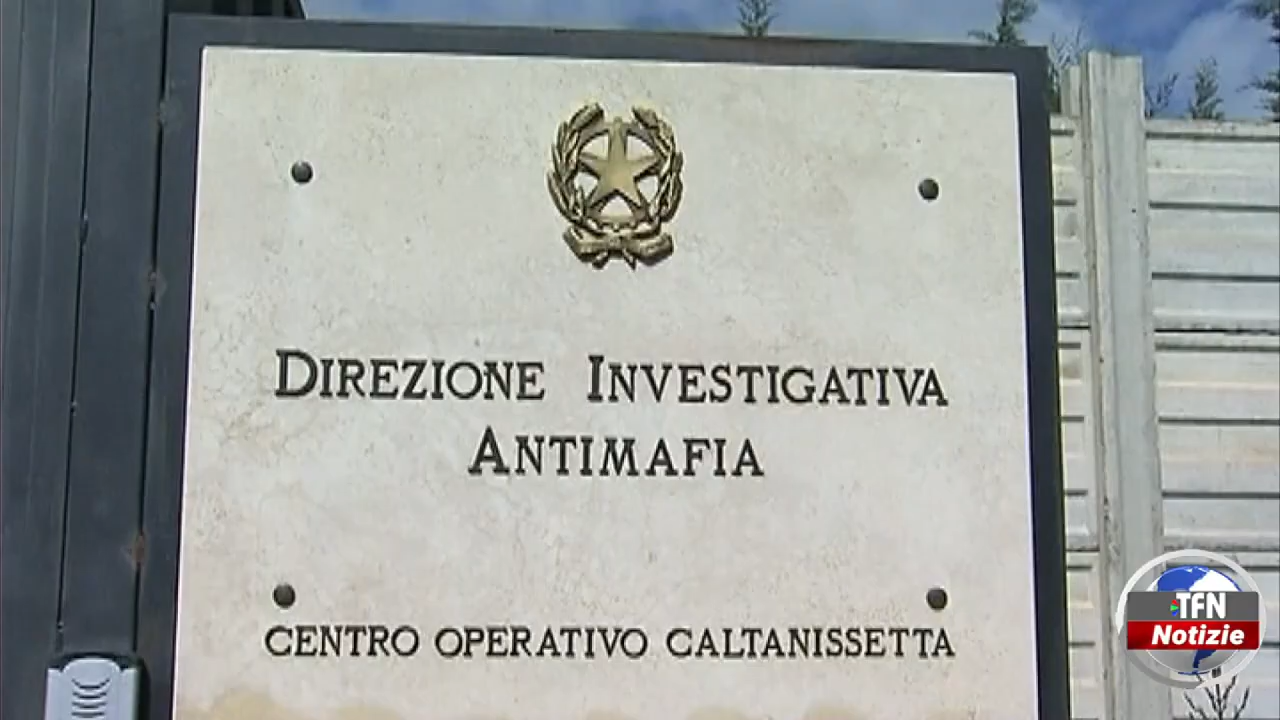 DIREZIONE INVESTIGATIVA
ANTIMAFIA
CENTRO OPERATIVO CALTANISSETTA
TFN
Notizie